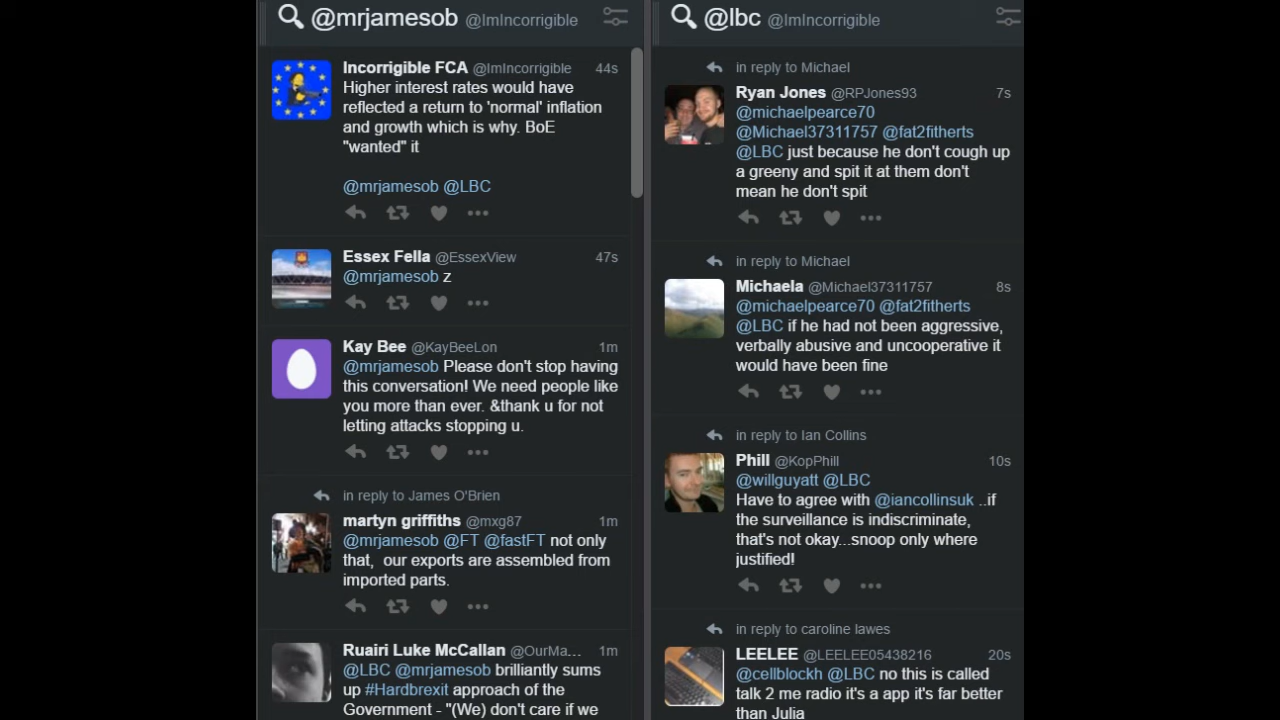 @mrjamesob @ImIncorrigible
Incorrigible FCA @ImIncorrigible 44s
Higher interest rates would have
reflected a return to 'normal' inflation
and growth which is why. BoE
"wanted" it
@mrjamesob @LBC
Essex Fella @EssexView 47s
@mrjamesob z
Kay Bee @KayBeeLon 1m
@mrjamesob Please don't stop having
this conversation! We need people like
you more than ever. &thank u for not
letting attacks stopping u.
in reply to James O'Brien
martyn griffiths @mxg87 1m
@mrjamesob @FT @fastFT not only
that,  our exports are assembled from
imported parts.
Ruairi Luke McCallan @OurMa... 1m
@LBC @mrjamesob brilliantly sums
up #Hardbrexit approach of the
Government - "(We) don't care if we
@lbc @ImIncorrigible
in reply to Michael
Ryan Jones @RPJones93 7s
@michaelpearce70
@Michael37311757 @fat2fitherts
@LBC just because he don't cough up
a greeny and spit it at them don't
mean he don't spit
in reply to Michael
Michaela @Michael37311757 8s
@michaelpearce70 @fat2fitherts
@LBC if he had not been aggressive,
verbally abusive and uncooperative it
would have been fine
in reply to Ian Collins
Phill @KopPhill 10s
@willguyatt @LBC
Have to agree with @iancollinsuk ..if
the surveillance is indiscriminate,
that's not okay...snoop only where
justified!
in reply to caroline lawes
LEELEE @LEELEE05438216 20s
@cellblockh @LBC no this is called
talk 2 me radio it's a app it's far better
than Julia